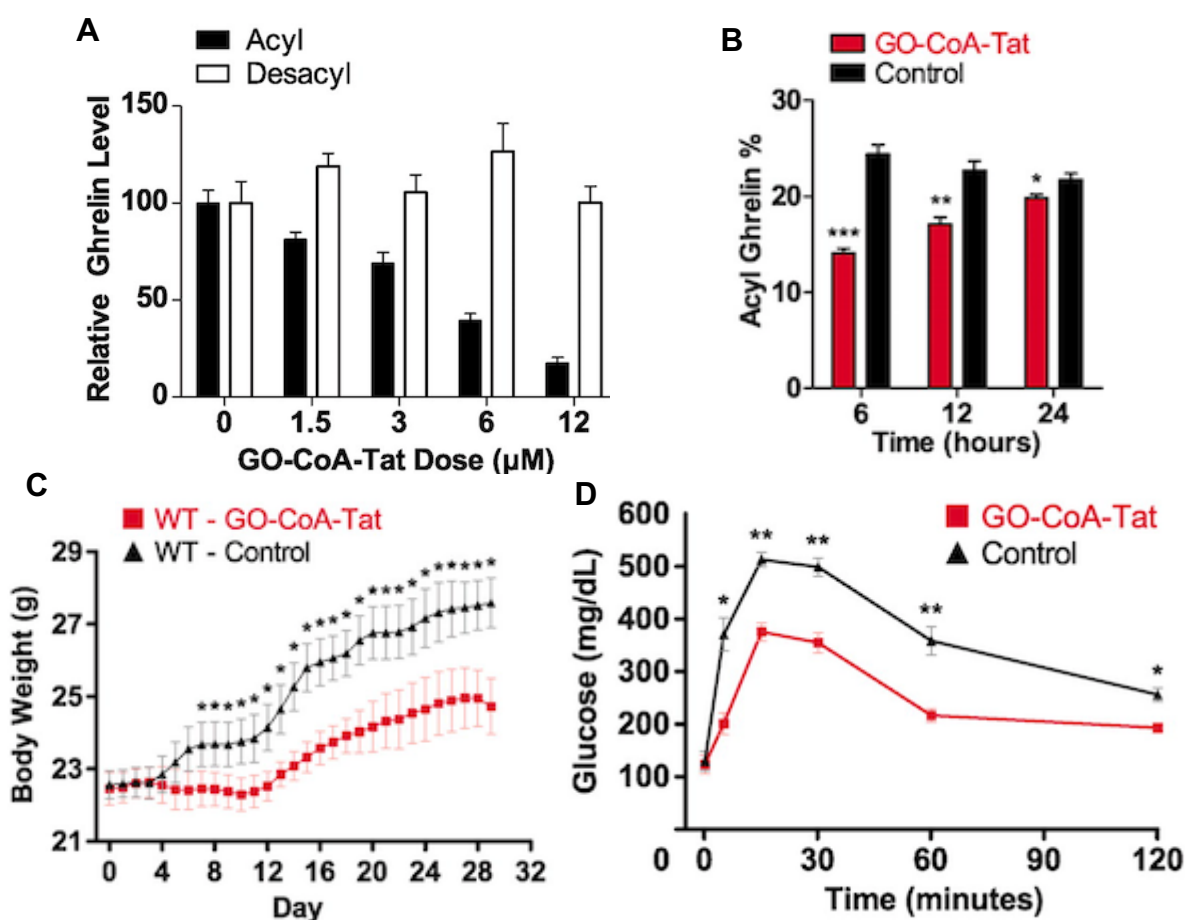 A
Acyl
Desacyl
Relative Ghrelin Level
150
100
50
0
0 1.5 3 6 12
GO-CoA-Tat Dose (µM)
B
GO-CoA-Tat
Control
Acyl Ghrelin %
30
20
10
0
***
**
*
6 12 24
Time (hours)
C
WT - GO-CoA-Tat
WT - Control
Body Weight (g)
29
27
25
23
21
* * * * * * * * * * * * * * * * * * * * * * *
0 4 8 12 16 20 24 28 32
Day
D
GO-CoA-Tat
Control
Glucose (mg/dL)
600
500
400
300
200
100
0
* ** ** ** *
0 30 60 90 120
Time (minutes)